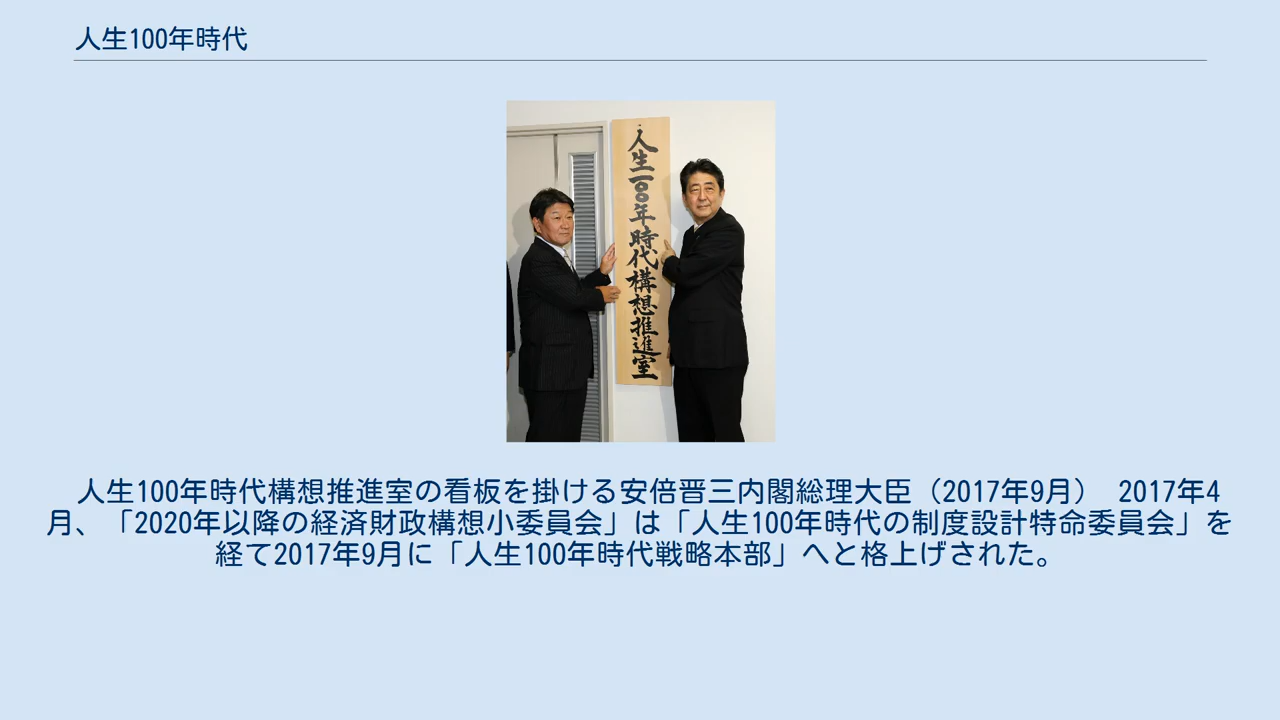 人生100年時代
人生一〇〇年時代構想推進室
人生100年時代構想推進室の看板を掛ける安倍晋三内閣総理大臣（2017年9月） 2017年4
月、「2020年以降の経済財政構想小委員会」は「人生100年時代の制度設計特命委員会」を
経て2017年9月に「人生100年時代戦略本部」へと格上げされた。